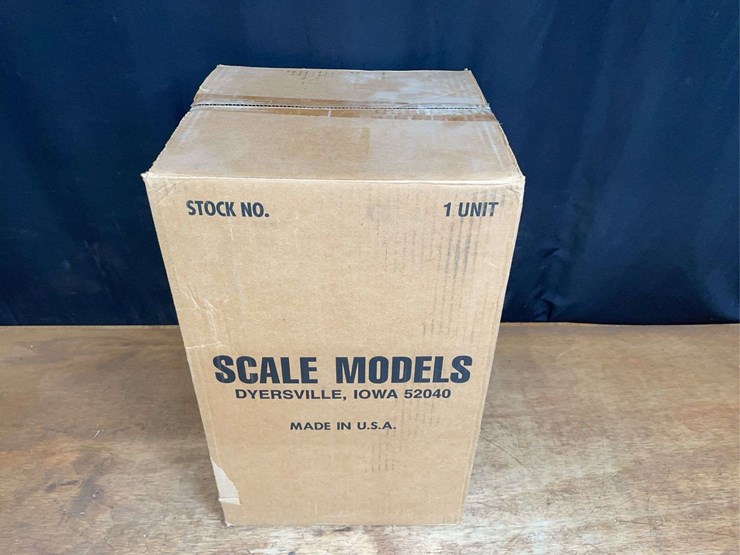 STOCK NO. 1 UNIT
SCALE MODELS
DYERSVILLE, IOWA 52040
MADE IN U.S.A.